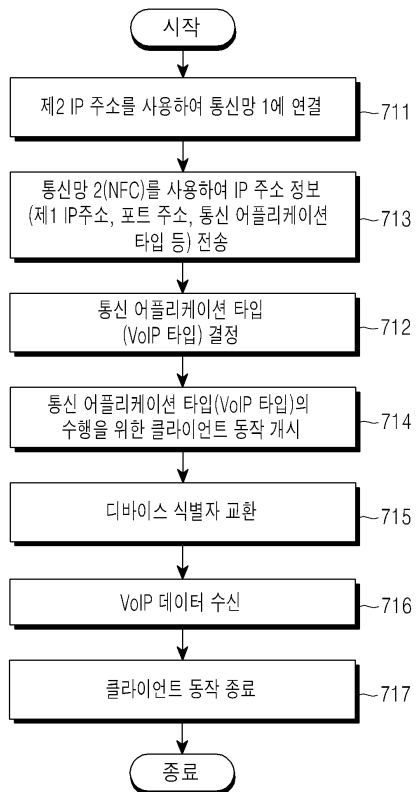 시작
제2 IP 주소를 사용하여 통신망 1에 연결
711
통신망 2(NFC)를 사용하여 IP 주소 정보
(제1 IP주소, 포트 주소, 통신 어플리케이션
타입 등) 전송
713
통신 어플리케이션 타입
(VoIP 타입) 결정
712
통신 어플리케이션 타입(VoIP 타입)의
수행을 위한 클라이언트 동작 개시
714
디바이스 식별자 교환
715
VoIP 데이터 수신
716
클라이언트 동작 종료
717
종료